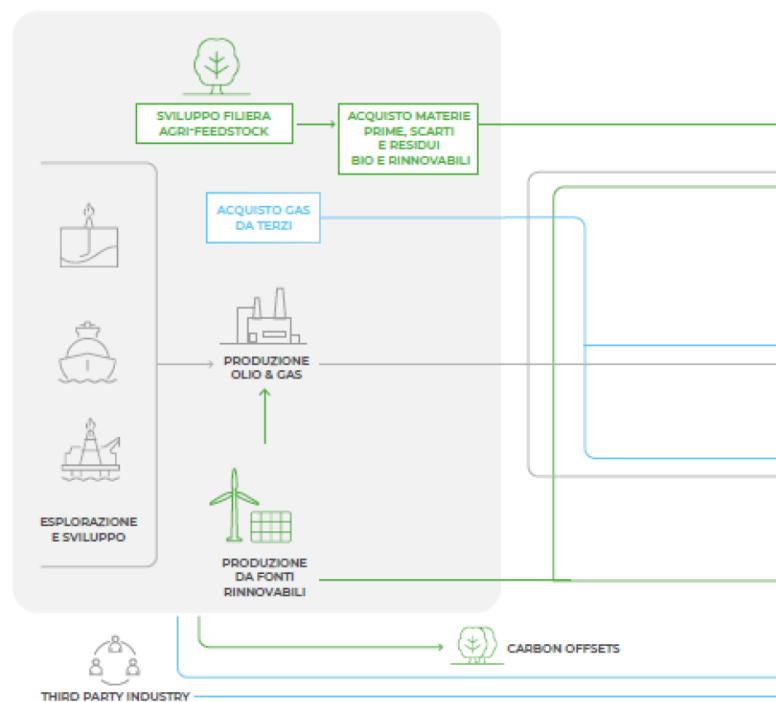 SVILUPPO FILIERA
AGRI-FEEDSTOCK
ACQUISTO MATERIE
PRIME, SCARTI
E RESIDUI
BIO E RINNOVABILI
ACQUISTO GAS
DA TERZI
PRODUZIONE
OLIO & GAS
ESPLORAZIONE
E SVILUPPO
PRODUZIONE
DA FONTI
RINNOVABILI
CARBON OFFSETS
THIRD PARTY INDUSTRY